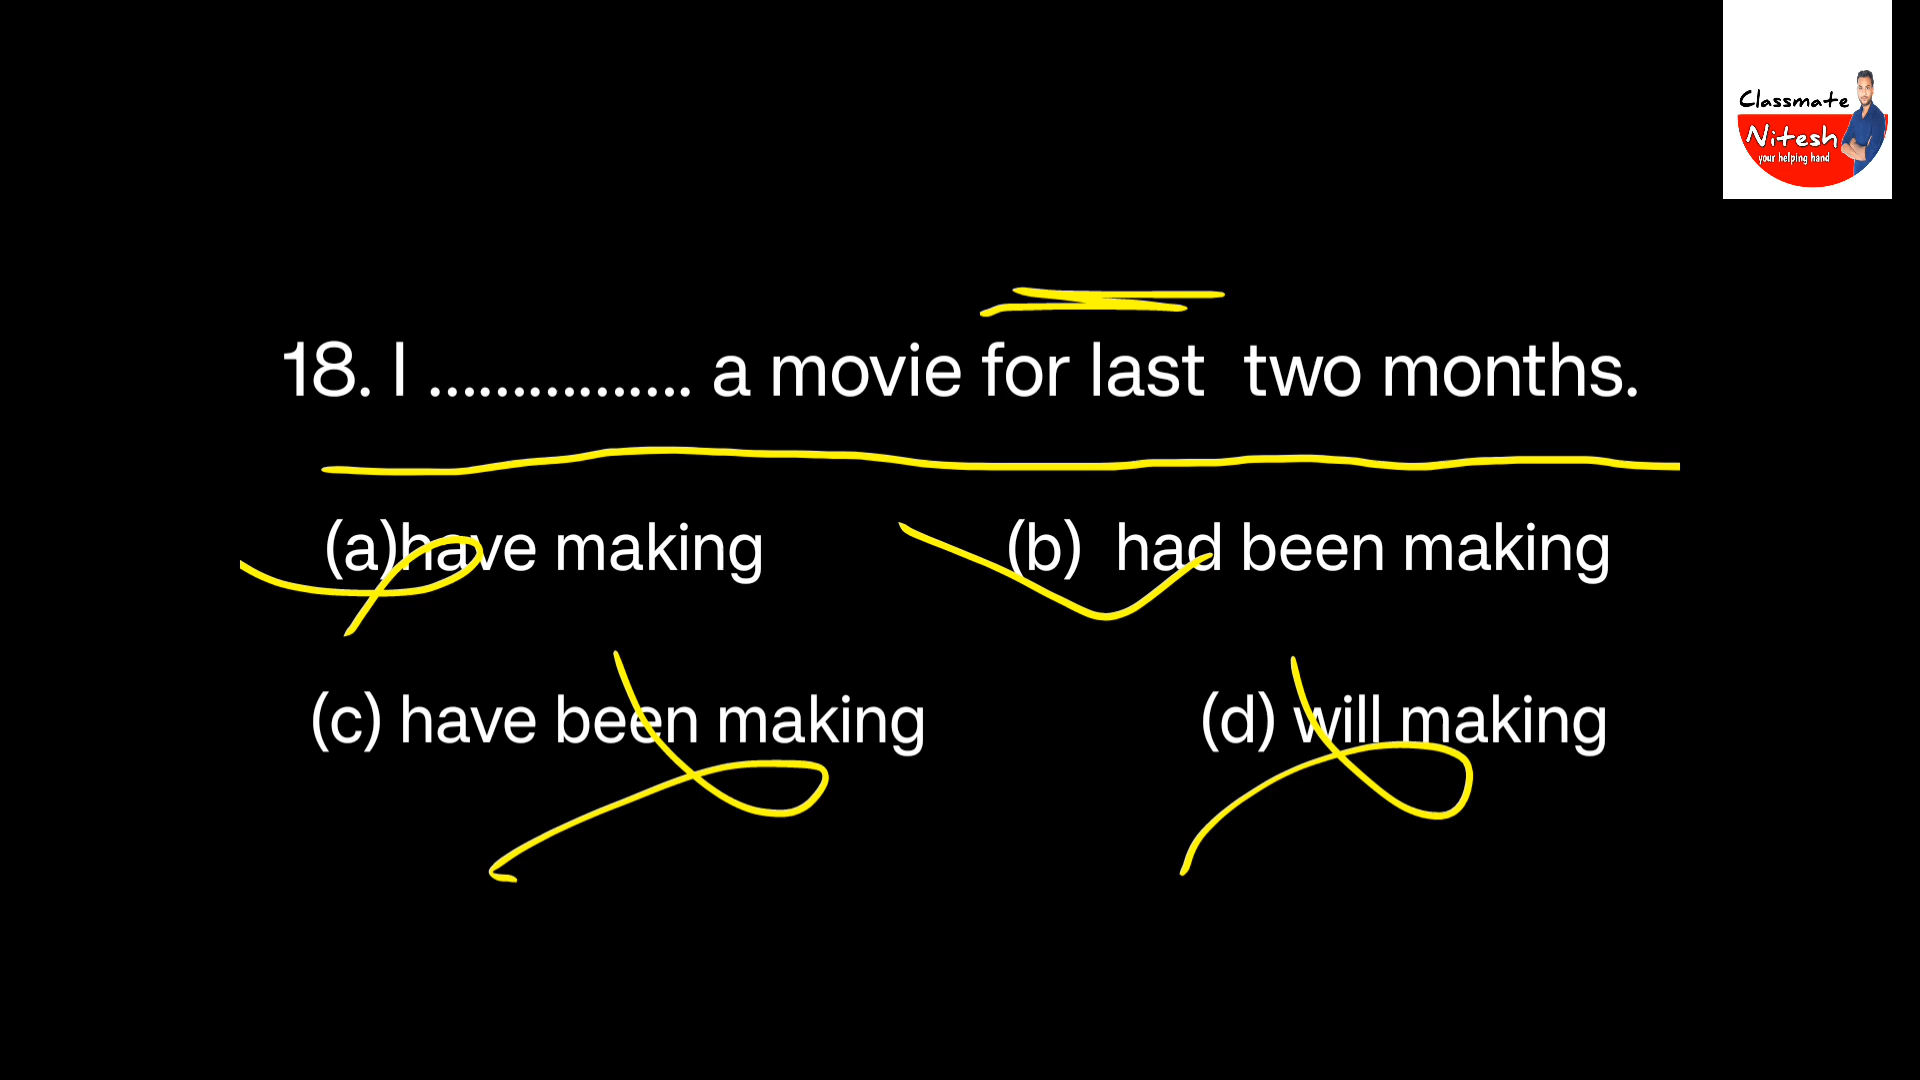 Classmate
Nitesh
your helping hand
18. I ................ a movie for last two months.
(a)have making (b) had been making
(c) have been making (d) will making